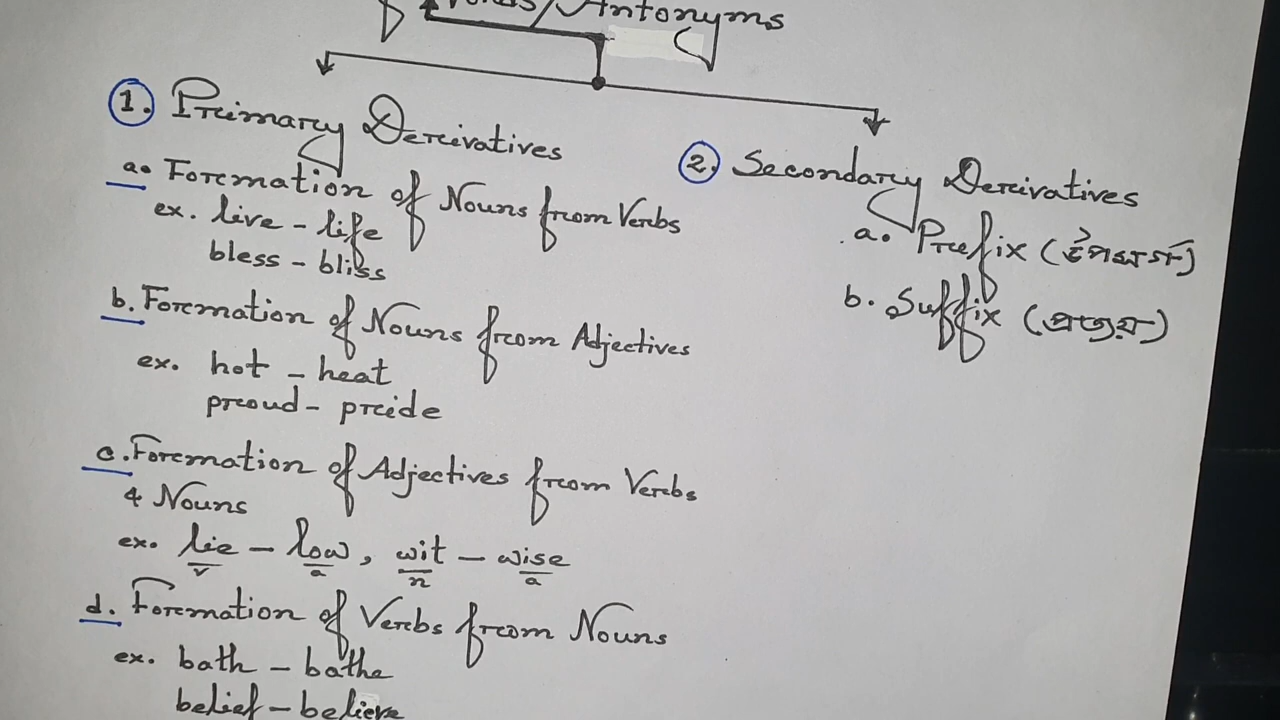 Words/Antonyms
1. Primary Derivatives
a. Formation of Nouns from Verbs
ex. live - life
bless - bliss
b. Formation of Nouns from Adjectives
ex. hot - heat
proud - pride
c. Formation of Adjectives from Verbs
& Nouns
ex. lie - low, wit - wise
v a n a
d. Formation of Verbs from Nouns
ex. bath - bathe
belief - believe
2. Secondary Derivatives
a. Prefix (উপসর্গ)
b. Suffix (প্রত্যয়)